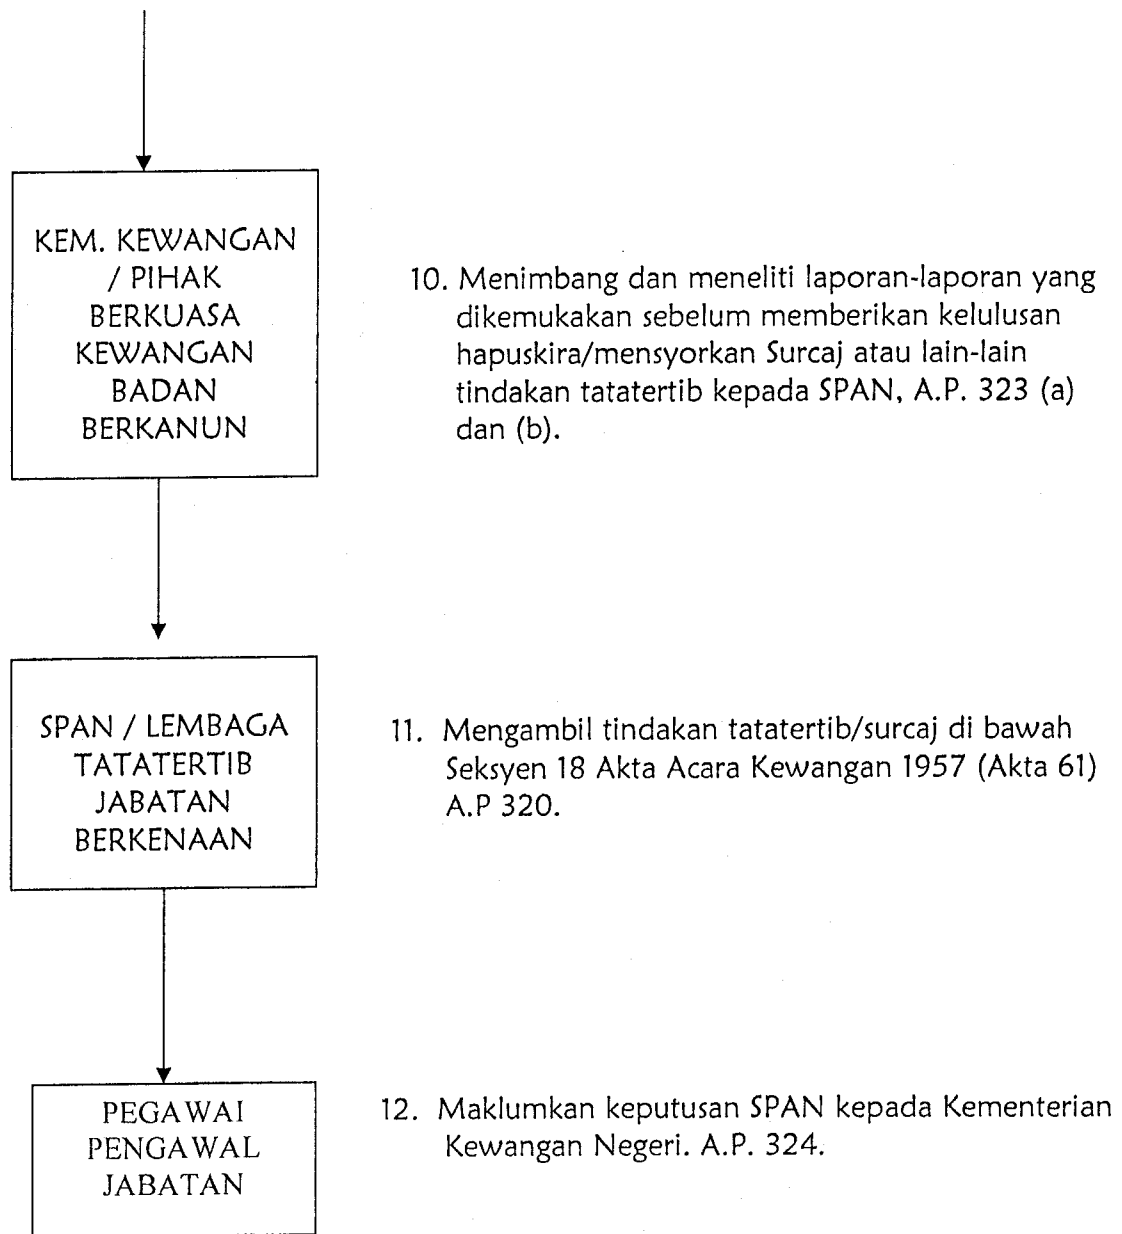 KEM. KEWANGAN
/ PIHAK
BERKUASA
KEWANGAN
BADAN
BERKANUN
10. Menimbang dan meneliti laporan-laporan yang
dikemukakan sebelum memberikan kelulusan
hapuskira/mensyorkan Surcaj atau lain-lain
tindakan tatatertib kepada SPAN, A.P. 323 (a)
dan (b).
SPAN / LEMBAGA
TATATERTIB
JABATAN
BERKENAAN
11. Mengambil tindakan tatatertib/surcaj di bawah
Seksyen 18 Akta Acara Kewangan 1957 (Akta 61)
A.P 320.
PEGAWAI
PENGAWAL
JABATAN
12. Maklumkan keputusan SPAN kepada Kementerian
Kewangan Negeri. A.P. 324.